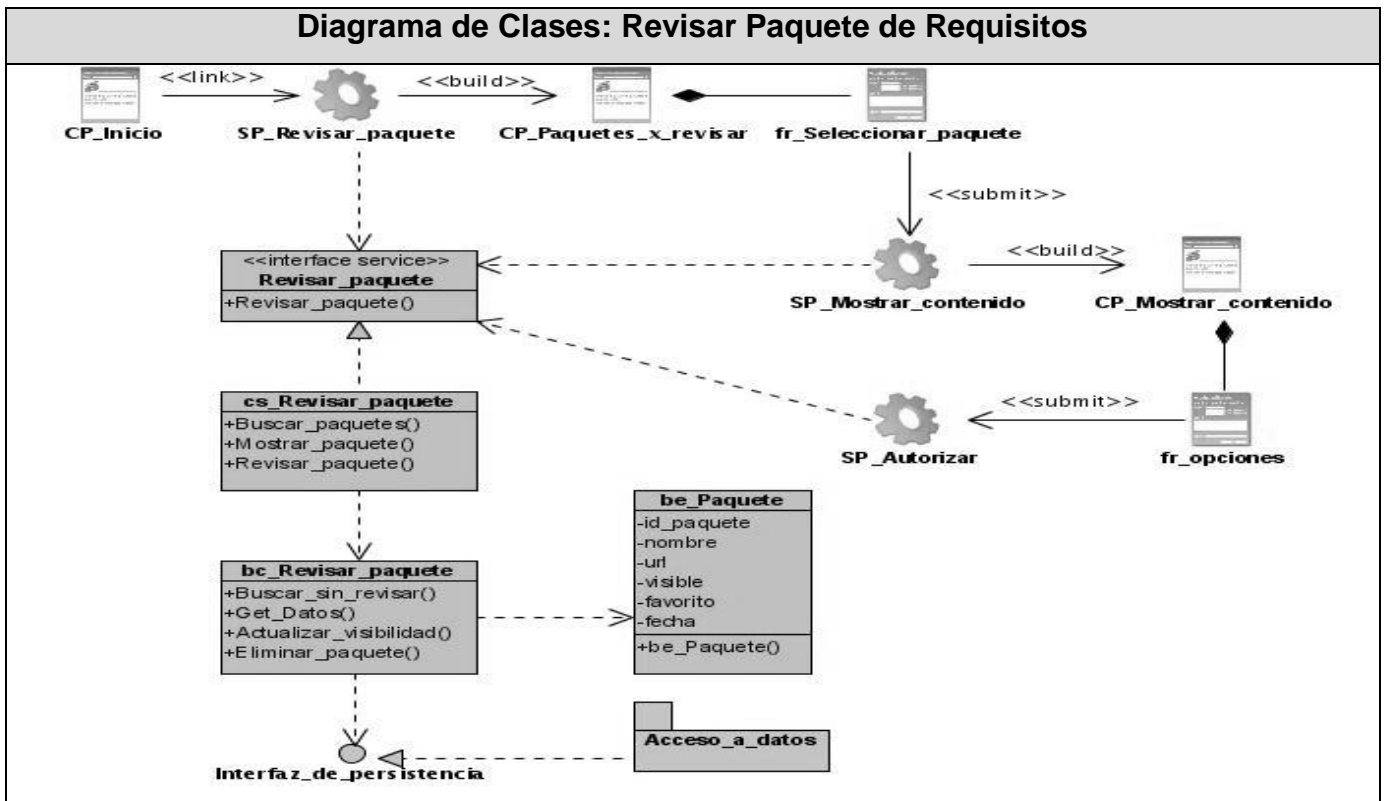 Diagrama de Clases: Revisar Paquete de Requisitos
<<link>>
<<build>>
CP_Inicio
SP_Revisar_paquete
CP_Paquetes_x_revisar
fr_Seleccionar_paquete
<<submit>>
<<interface service>>
Revisar_paquete
+Revisar_paquete()
<<build>>
SP_Mostrar_contenido
CP_Mostrar_contenido
cs_Revisar_paquete
+Buscar_paquetes()
+Mostrar_paquete()
+Revisar_paquete()
<<submit>>
SP_Autorizar
fr_opciones
be_Paquete
-id_paquete
-nombre
-url
-visible
-favorito
-fecha
+be_Paquete()
bc_Revisar_paquete
+Buscar_sin_revisar()
+Get_Datos()
+Actualizar_visibilidad()
+Eliminar_paquete()
Acceso_a_datos
Interfaz_de_persistencia